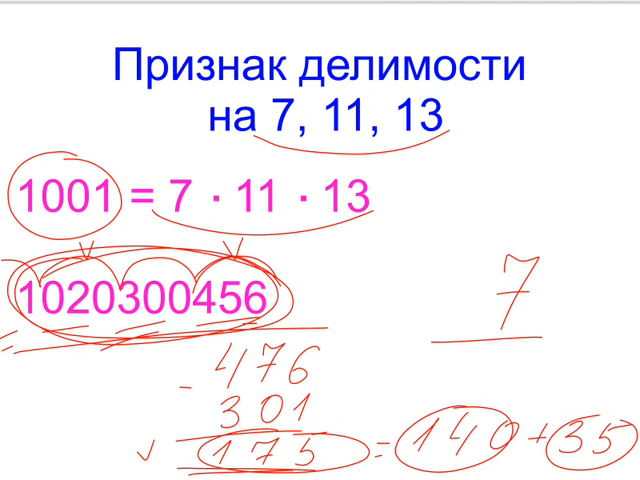 Признак делимости
на 7, 11, 13
1001 = 7 · 11 · 13
1020300456
7
476
- 301
175 = 140 + 35